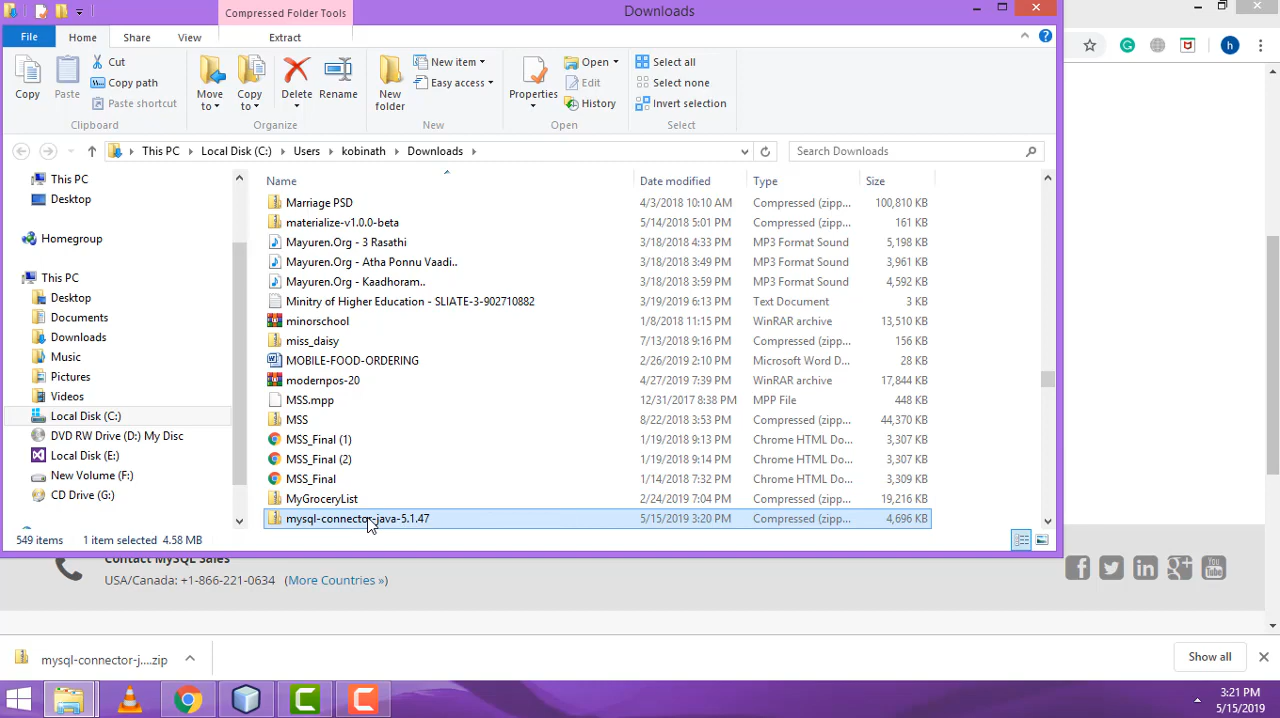 Compressed Folder Tools
Downloads
File Home Share View Extract
Copy
Paste
Cut
Copy path
Paste shortcut
Clipboard
Move to
Copy to
Delete
Rename
Organize
New folder
New item
Easy access
New
Properties
Open
Edit
History
Open
Select all
Select none
Invert selection
Select
h
This PC Local Disk (C:) Users kobinath Downloads
Search Downloads
This PC
Desktop
Homegroup
This PC
Desktop
Documents
Downloads
Music
Pictures
Videos
Local Disk (C:)
DVD RW Drive (D:) My Disc
Local Disk (E:)
New Volume (F:)
CD Drive (G:)
Name Date modified Type Size
Marriage PSD 4/3/2018 10:10 AM Compressed (zipp... 100,810 KB
materialize-v1.0.0-beta 5/14/2018 5:01 PM Compressed (zipp... 161 KB
Mayuren.Org - 3 Rasathi 3/18/2018 4:33 PM MP3 Format Sound 5,198 KB
Mayuren.Org - Atha Ponnu Vaadi.. 3/18/2018 3:49 PM MP3 Format Sound 3,961 KB
Mayuren.Org - Kaadhoram.. 3/18/2018 3:59 PM MP3 Format Sound 4,592 KB
Minitry of Higher Education - SLIATE-3-902710882 3/19/2019 6:13 PM Text Document 3 KB
minorschool 1/8/2018 11:15 PM WinRAR archive 13,510 KB
miss_daisy 7/13/2018 9:16 PM Compressed (zipp... 156 KB
MOBILE-FOOD-ORDERING 2/26/2019 2:10 PM Microsoft Word D... 28 KB
modernpos-20 4/27/2019 7:39 PM WinRAR archive 17,844 KB
MSS.mpp 12/31/2017 8:38 PM MPP File 448 KB
MSS 8/22/2018 3:53 PM Compressed (zipp... 44,370 KB
MSS_Final (1) 1/19/2018 9:13 PM Chrome HTML Do... 3,307 KB
MSS_Final (2) 1/19/2018 9:14 PM Chrome HTML Do... 3,307 KB
MSS_Final 1/14/2018 7:32 PM Chrome HTML Do... 3,309 KB
MyGroceryList 2/24/2019 7:04 PM Compressed (zipp... 19,216 KB
mysql-connector-java-5.1.47 5/15/2019 3:20 PM Compressed (zipp... 4,696 KB
549 items 1 item selected 4.58 MB
Contact MySQL Sales
USA/Canada: +1-866-221-0634 (More Countries »)
mysql-connector-j....zip
Show all
3:21 PM
5/15/2019